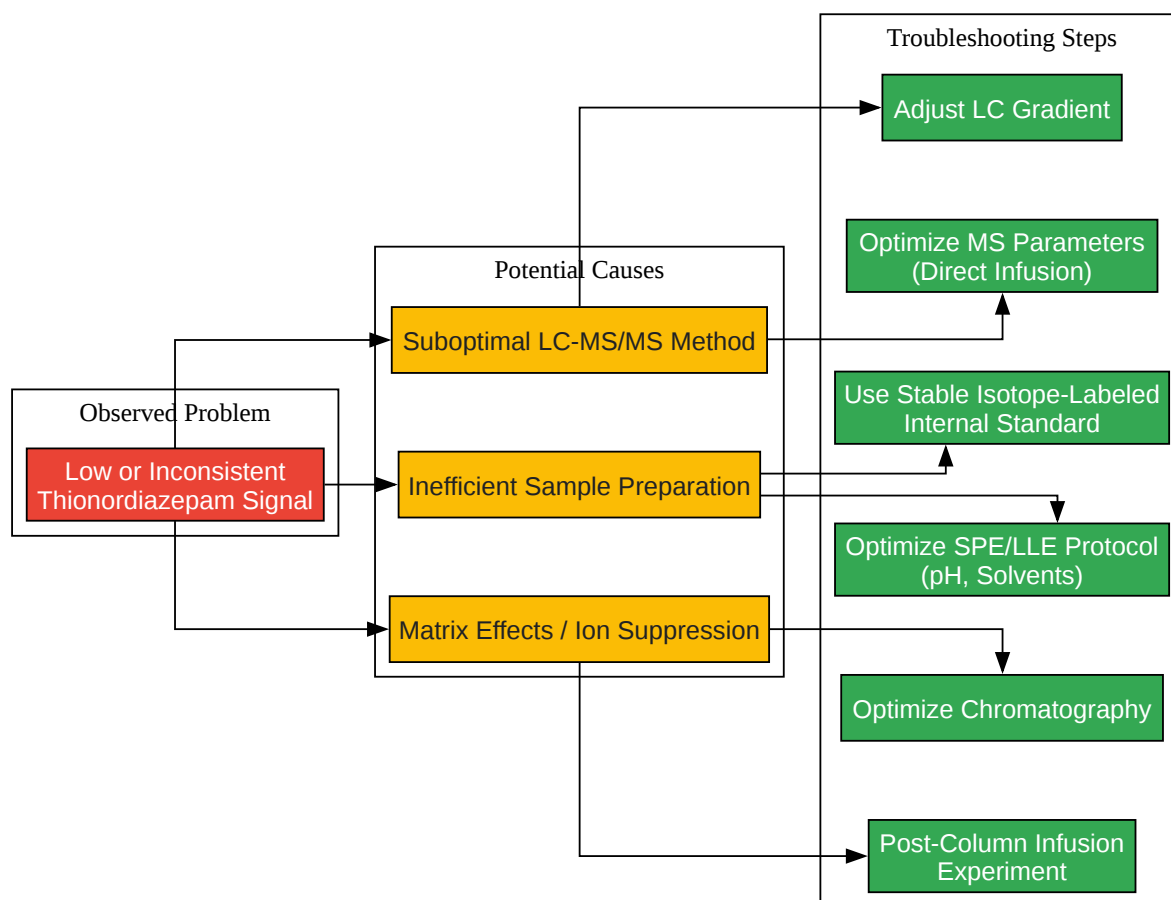 Observed Problem
Low or Inconsistent
Thionordiazepam Signal
Potential Causes
Suboptimal LC-MS/MS Method
Inefficient Sample Preparation
Matrix Effects / Ion Suppression
Troubleshooting Steps
Adjust LC Gradient
Optimize MS Parameters
(Direct Infusion)
Use Stable Isotope-Labeled
Internal Standard
Optimize SPE/LLE Protocol
(pH, Solvents)
Optimize Chromatography
Post-Column Infusion
Experiment